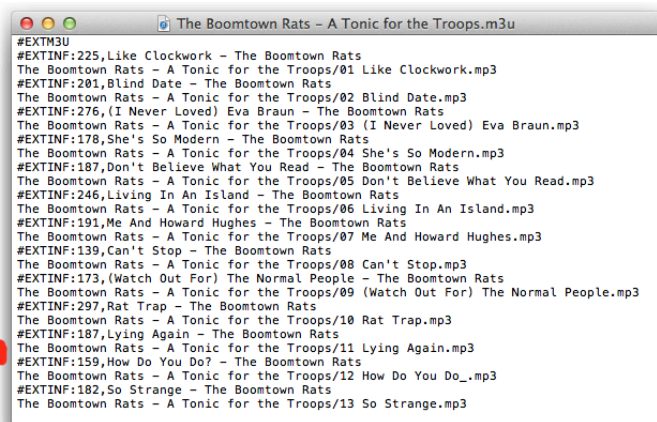 The Boomtown Rats – A Tonic for the Troops.m3u
#EXTM3U
#EXTINF:225,Like Clockwork – The Boomtown Rats
The Boomtown Rats – A Tonic for the Troops/01 Like Clockwork.mp3
#EXTINF:201,Blind Date – The Boomtown Rats
The Boomtown Rats – A Tonic for the Troops/02 Blind Date.mp3
#EXTINF:276,(I Never Loved) Eva Braun – The Boomtown Rats
The Boomtown Rats – A Tonic for the Troops/03 (I Never Loved) Eva Braun.mp3
#EXTINF:178,She's So Modern – The Boomtown Rats
The Boomtown Rats – A Tonic for the Troops/04 She's So Modern.mp3
#EXTINF:187,Don't Believe What You Read – The Boomtown Rats
The Boomtown Rats – A Tonic for the Troops/05 Don't Believe What You Read.mp3
#EXTINF:246,Living In An Island – The Boomtown Rats
The Boomtown Rats – A Tonic for the Troops/06 Living In An Island.mp3
#EXTINF:191,Me And Howard Hughes – The Boomtown Rats
The Boomtown Rats – A Tonic for the Troops/07 Me And Howard Hughes.mp3
#EXTINF:139,Can't Stop – The Boomtown Rats
The Boomtown Rats – A Tonic for the Troops/08 Can't Stop.mp3
#EXTINF:173,(Watch Out For) The Normal People – The Boomtown Rats
The Boomtown Rats – A Tonic for the Troops/09 (Watch Out For) The Normal People.mp3
#EXTINF:297,Rat Trap – The Boomtown Rats
The Boomtown Rats – A Tonic for the Troops/10 Rat Trap.mp3
#EXTINF:187,Lying Again – The Boomtown Rats
The Boomtown Rats – A Tonic for the Troops/11 Lying Again.mp3
#EXTINF:159,How Do You Do? – The Boomtown Rats
The Boomtown Rats – A Tonic for the Troops/12 How Do You Do_.mp3
#EXTINF:182,So Strange – The Boomtown Rats
The Boomtown Rats – A Tonic for the Troops/13 So Strange.mp3